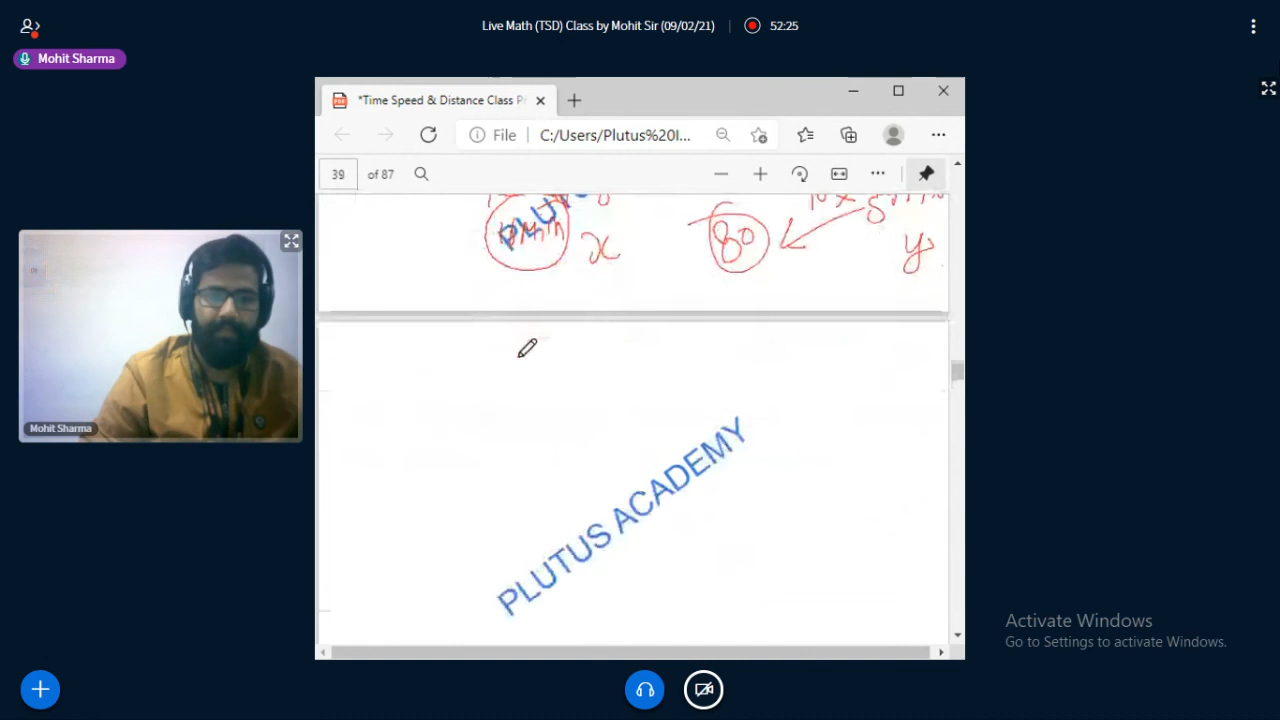 Live Math (TSD) Class by Mohit Sir (09/02/21)
52:25
Mohit Sharma
*Time Speed & Distance Class Pr
File
C:/Users/Plutus%20I...
39 of 87
PLUTU
x
80
y
PLUTUS ACADEMY
Mohit Sharma
Activate Windows
Go to Settings to activate Windows.